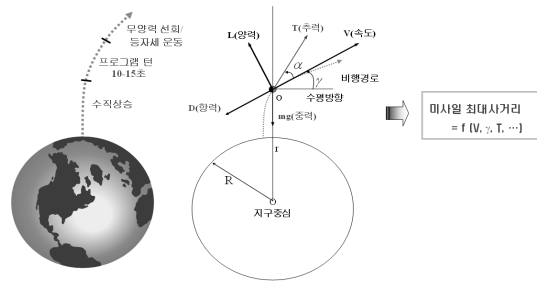 무양력 선회/
등자세 운동
프로그램 턴
10-15초
수직상승
L(양력)
T(추력)
V(속도)
α
γ
비행경로
O
수평방향
D(항력)
mg(중력)
r
R
지구중심
미사일 최대사거리
= f (V, γ, T, …)